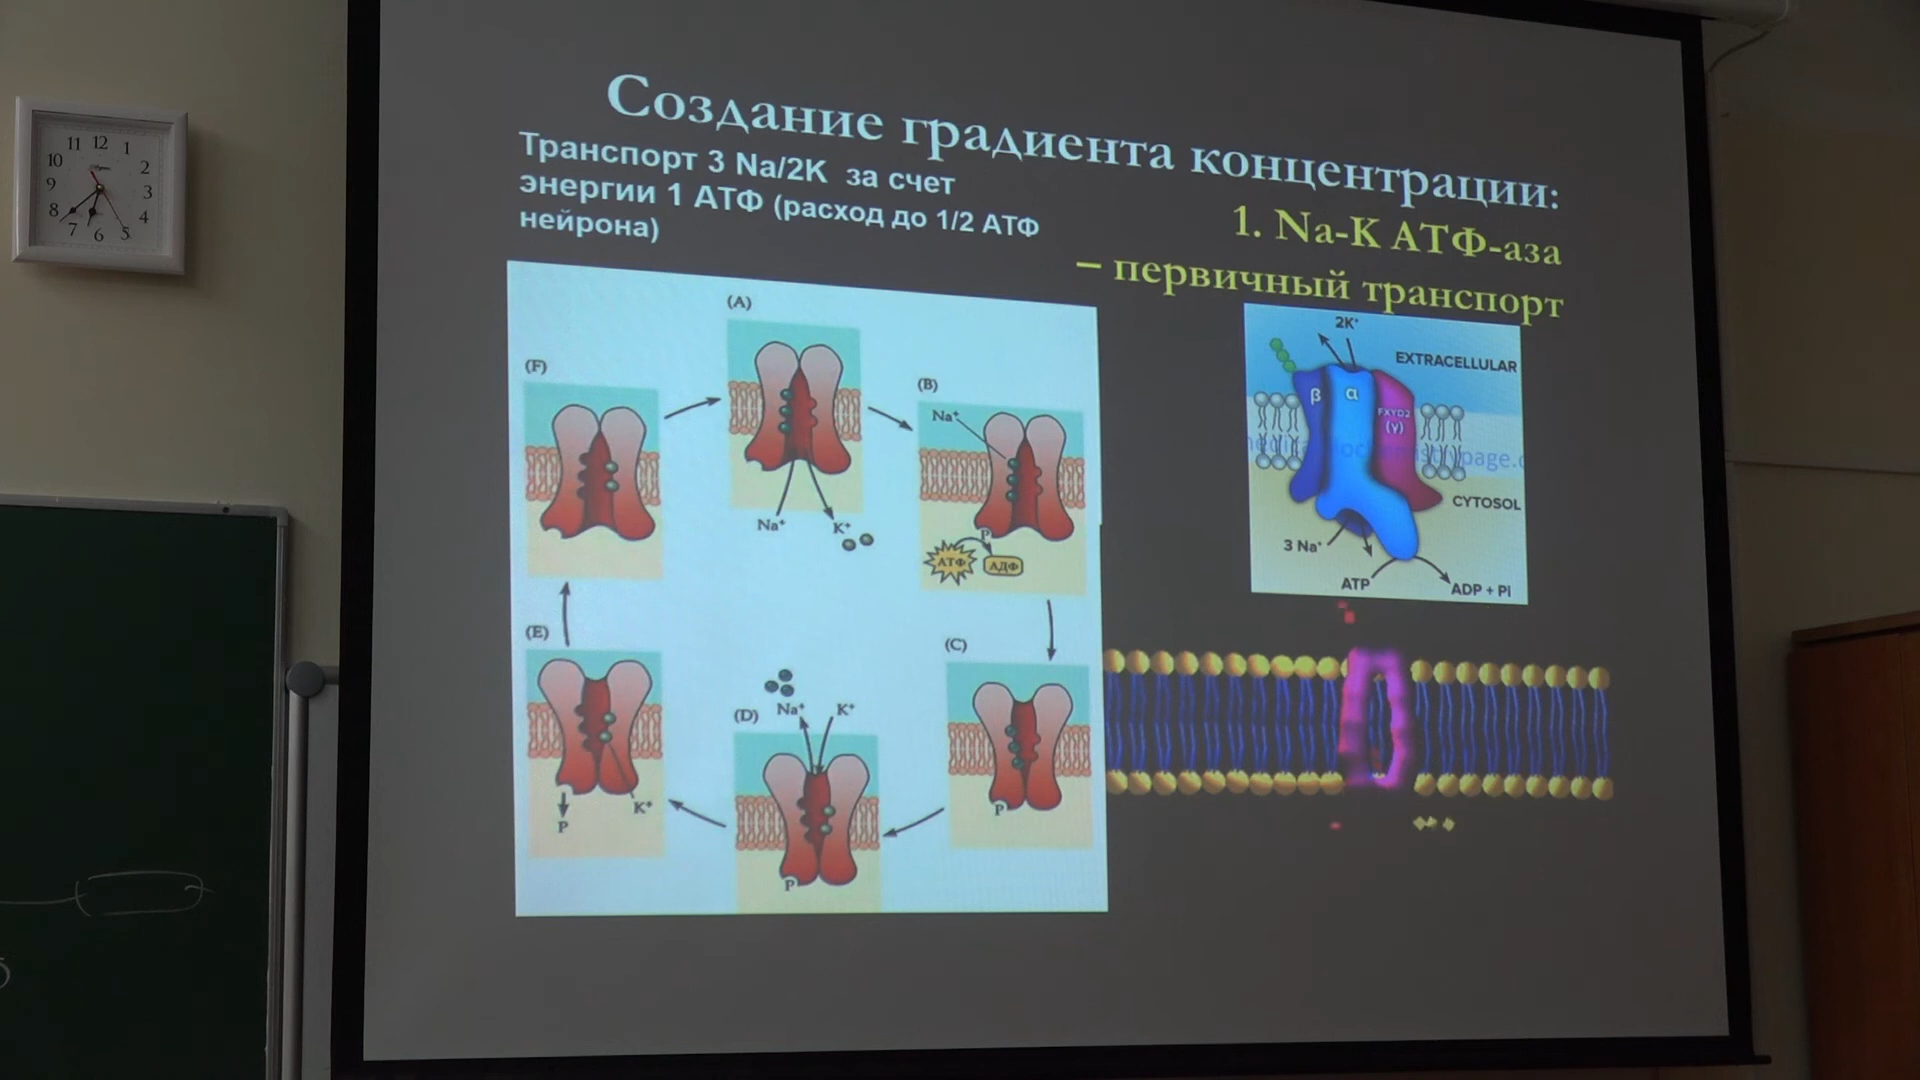 Создание градиента концентрации:
1. Na-K АТФ-аза
– первичный транспорт
Транспорт 3 Na/2K за счет
энергии 1 АТФ (расход до 1/2 АТФ
нейрона)
(A)
Na⁺
K⁺
(B)
Na⁺
P
АТФ
АДФ
(C)
P
(D)
Na⁺
K⁺
P
(E)
P
K⁺
(F)
2K⁺
EXTRACELLULAR
β
α
FXYD2
(γ)
CYTOSOL
3 Na⁺
ATP
ADP + Pi
12
1
2
3
4
5
6
7
8
9
10
11